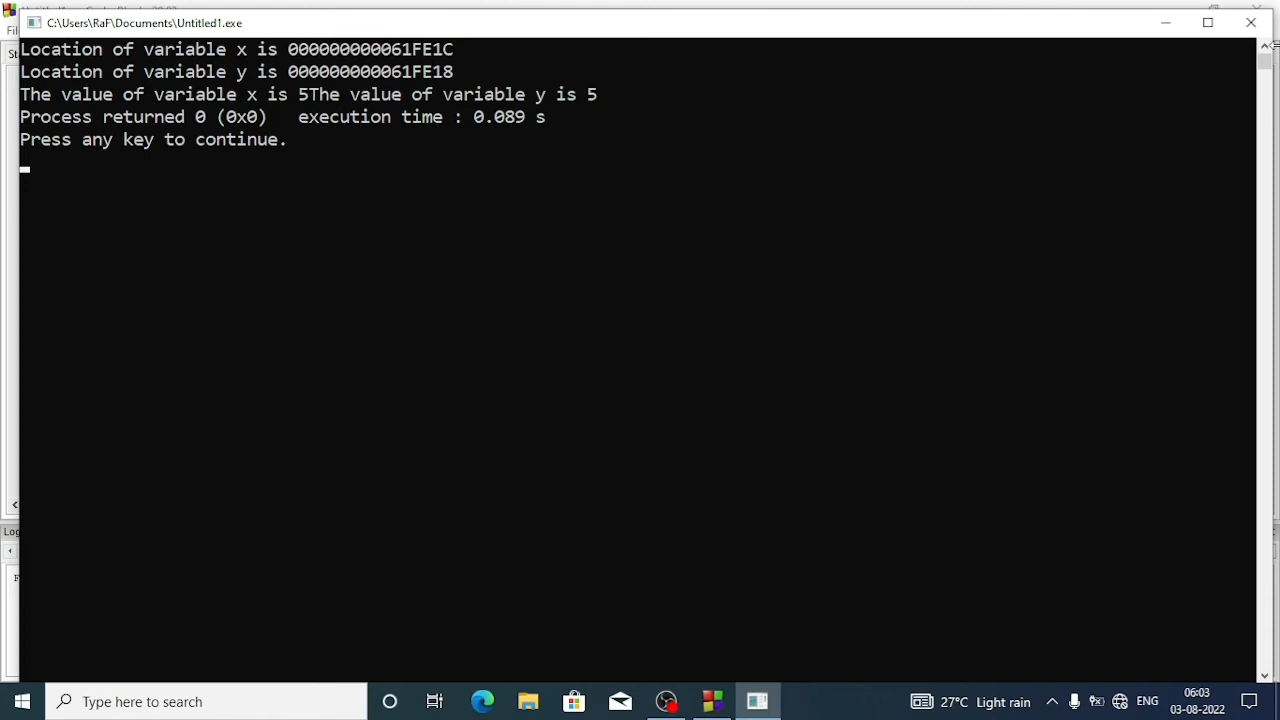 C:\Users\RaF\Documents\Untitled1.exe
Location of variable x is 000000000061FE1C
Location of variable y is 000000000061FE18
The value of variable x is 5The value of variable y is 5
Process returned 0 (0x0)   execution time : 0.089 s
Press any key to continue.
Type here to search
27°C Light rain
ENG
06:03
03-08-2022